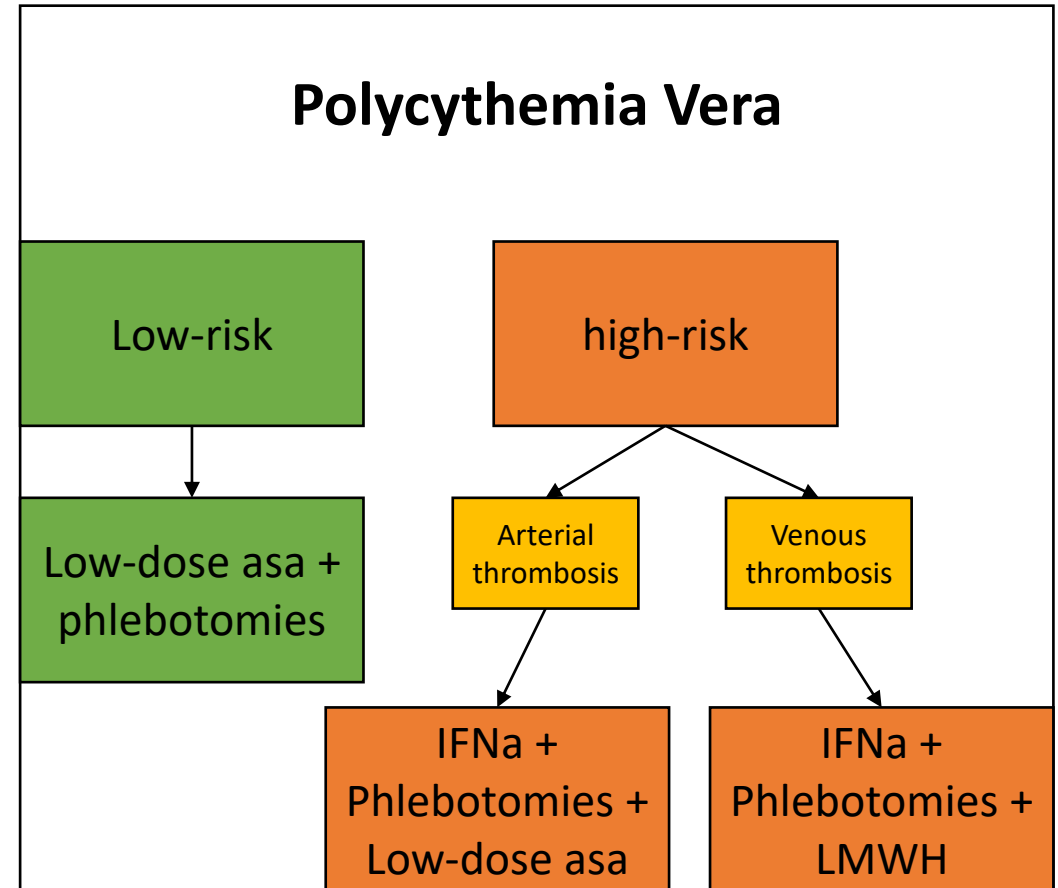 Polycythemia Vera
Low-risk
high-risk
Low-dose asa +
phlebotomies
Arterial
thrombosis
Venous
thrombosis
IFNa +
Phlebotomies +
Low-dose asa
IFNa +
Phlebotomies +
LMWH